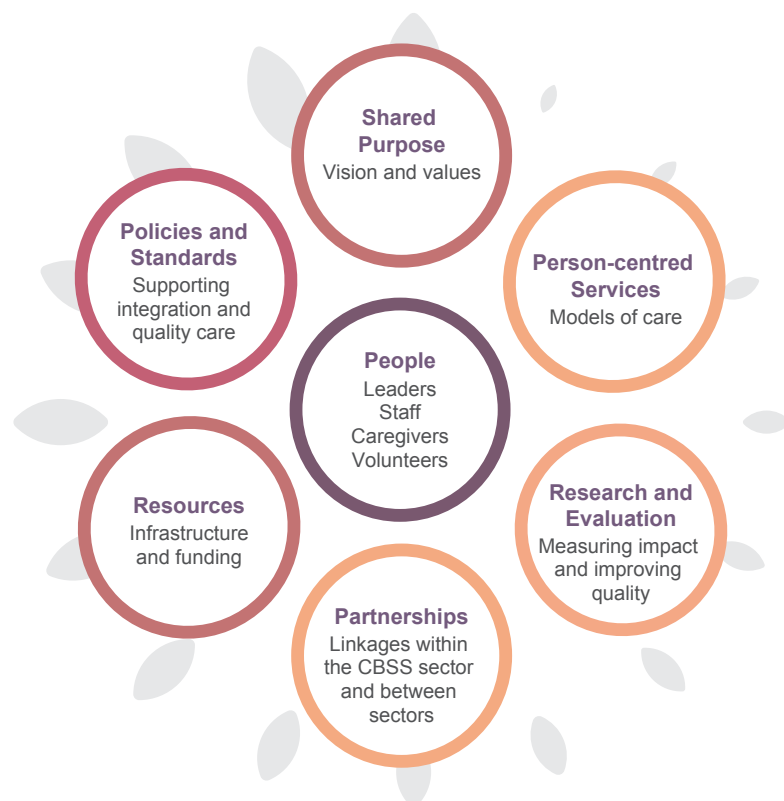 Shared
Purpose
Vision and values
Policies and
Standards
Supporting
integration and
quality care
Person-centred
Services
Models of care
People
Leaders
Staff
Caregivers
Volunteers
Resources
Infrastructure
and funding
Research and
Evaluation
Measuring impact
and improving
quality
Partnerships
Linkages within
the CBSS sector
and between
sectors